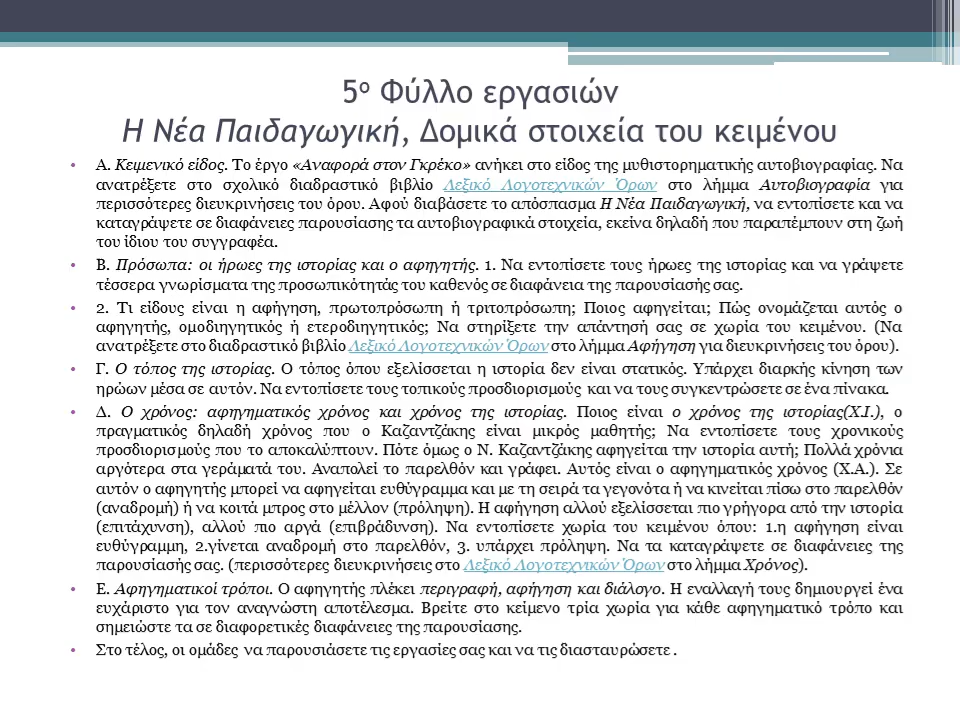 5ο Φύλλο εργασιών
Η Νέα Παιδαγωγική, Δομικά στοιχεία του κειμένου
• Α. Κειμενικό είδος. Το έργο «Αναφορά στον Γκρέκο» ανήκει στο είδος της μυθιστορηματικής αυτοβιογραφίας. Να
ανατρέξετε στο σχολικό διαδραστικό βιβλίο Λεξικό Λογοτεχνικών Όρων στο λήμμα Αυτοβιογραφία για
περισσότερες διευκρινήσεις του όρου. Αφού διαβάσετε το απόσπασμα Η Νέα Παιδαγωγική, να εντοπίσετε και να
καταγράψετε σε διαφάνειες παρουσίασης τα αυτοβιογραφικά στοιχεία, εκείνα δηλαδή που παραπέμπουν στη ζωή
του ίδιου του συγγραφέα.
• Β. Πρόσωπα: οι ήρωες της ιστορίας και ο αφηγητής. 1. Να εντοπίσετε τους ήρωες της ιστορίας και να γράψετε
τέσσερα γνωρίσματα της προσωπικότητάς του καθενός σε διαφάνεια της παρουσίασής σας.
• 2. Τι είδους είναι η αφήγηση, πρωτοπρόσωπη ή τριτοπρόσωπη; Ποιος αφηγείται; Πώς ονομάζεται αυτός ο
αφηγητής, ομοδιηγητικός ή ετεροδιηγητικός; Να στηρίξετε την απάντησή σας σε χωρία του κειμένου. (Να
ανατρέξετε στο διαδραστικό βιβλίο Λεξικό Λογοτεχνικών Όρων στο λήμμα Αφήγηση για διευκρινήσεις του όρου).
• Γ. Ο τόπος της ιστορίας. Ο τόπος όπου εξελίσσεται η ιστορία δεν είναι στατικός. Υπάρχει διαρκής κίνηση των
ηρώων μέσα σε αυτόν. Να εντοπίσετε τους τοπικούς προσδιορισμούς και να τους συγκεντρώσετε σε ένα πίνακα.
• Δ. Ο χρόνος: αφηγηματικός χρόνος και χρόνος της ιστορίας. Ποιος είναι ο χρόνος της ιστορίας(Χ.Ι.), ο
πραγματικός δηλαδή χρόνος που ο Καζαντζάκης είναι μικρός μαθητής; Να εντοπίσετε τους χρονικούς
προσδιορισμούς που το αποκαλύπτουν. Πότε όμως ο Ν. Καζαντζάκης αφηγείται την ιστορία αυτή; Πολλά χρόνια
αργότερα στα γεράματά του. Αναπολεί το παρελθόν και γράφει. Αυτός είναι ο αφηγηματικός χρόνος (Χ.Α.). Σε
αυτόν ο αφηγητής μπορεί να αφηγείται ευθύγραμμα και με τη σειρά τα γεγονότα ή να κινείται πίσω στο παρελθόν
(αναδρομή) ή να κοιτά μπρος στο μέλλον (πρόληψη). Η αφήγηση αλλού εξελίσσεται πιο γρήγορα από την ιστορία
(επιτάχυνση), αλλού πιο αργά (επιβράδυνση). Να εντοπίσετε χωρία του κειμένου όπου: 1.η αφήγηση είναι
ευθύγραμμη, 2.γίνεται αναδρομή στο παρελθόν, 3. υπάρχει πρόληψη. Να τα καταγράψετε σε διαφάνειες της
παρουσίασής σας. (περισσότερες διευκρινήσεις στο Λεξικό Λογοτεχνικών Όρων στο λήμμα Χρόνος).
• Ε. Αφηγηματικοί τρόποι. Ο αφηγητής πλέκει περιγραφή, αφήγηση και διάλογο. Η εναλλαγή τους δημιουργεί ένα
ευχάριστο για τον αναγνώστη αποτέλεσμα. Βρείτε στο κείμενο τρία χωρία για κάθε αφηγηματικό τρόπο και
σημειώστε τα σε διαφορετικές διαφάνειες της παρουσίασης.
• Στο τέλος, οι ομάδες να παρουσιάσετε τις εργασίες σας και να τις διασταυρώσετε .